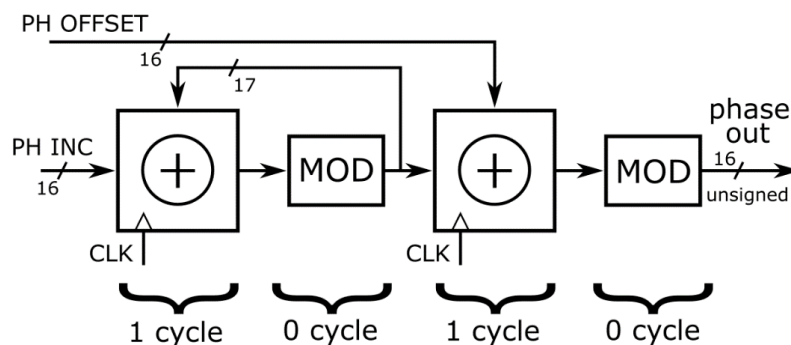 PH OFFSET
16
17
PH INC
16
+
MOD
+
MOD
phase
out
16
unsigned
CLK
CLK
1 cycle
0 cycle
1 cycle
0 cycle